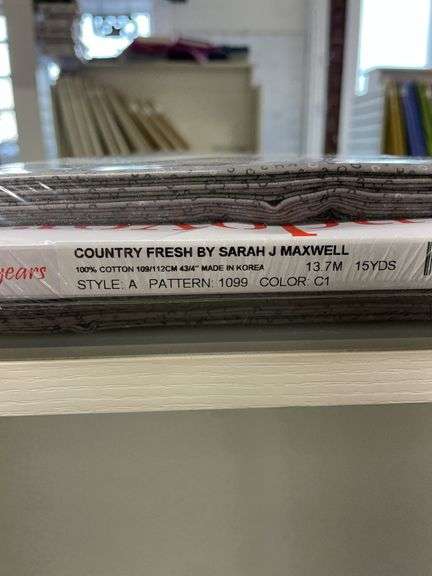 years
COUNTRY FRESH BY SARAH J MAXWELL
100% COTTON 109/112CM 43/4" MADE IN KOREA 13.7M 15YDS
STYLE: A PATTERN: 1099 COLOR: C1